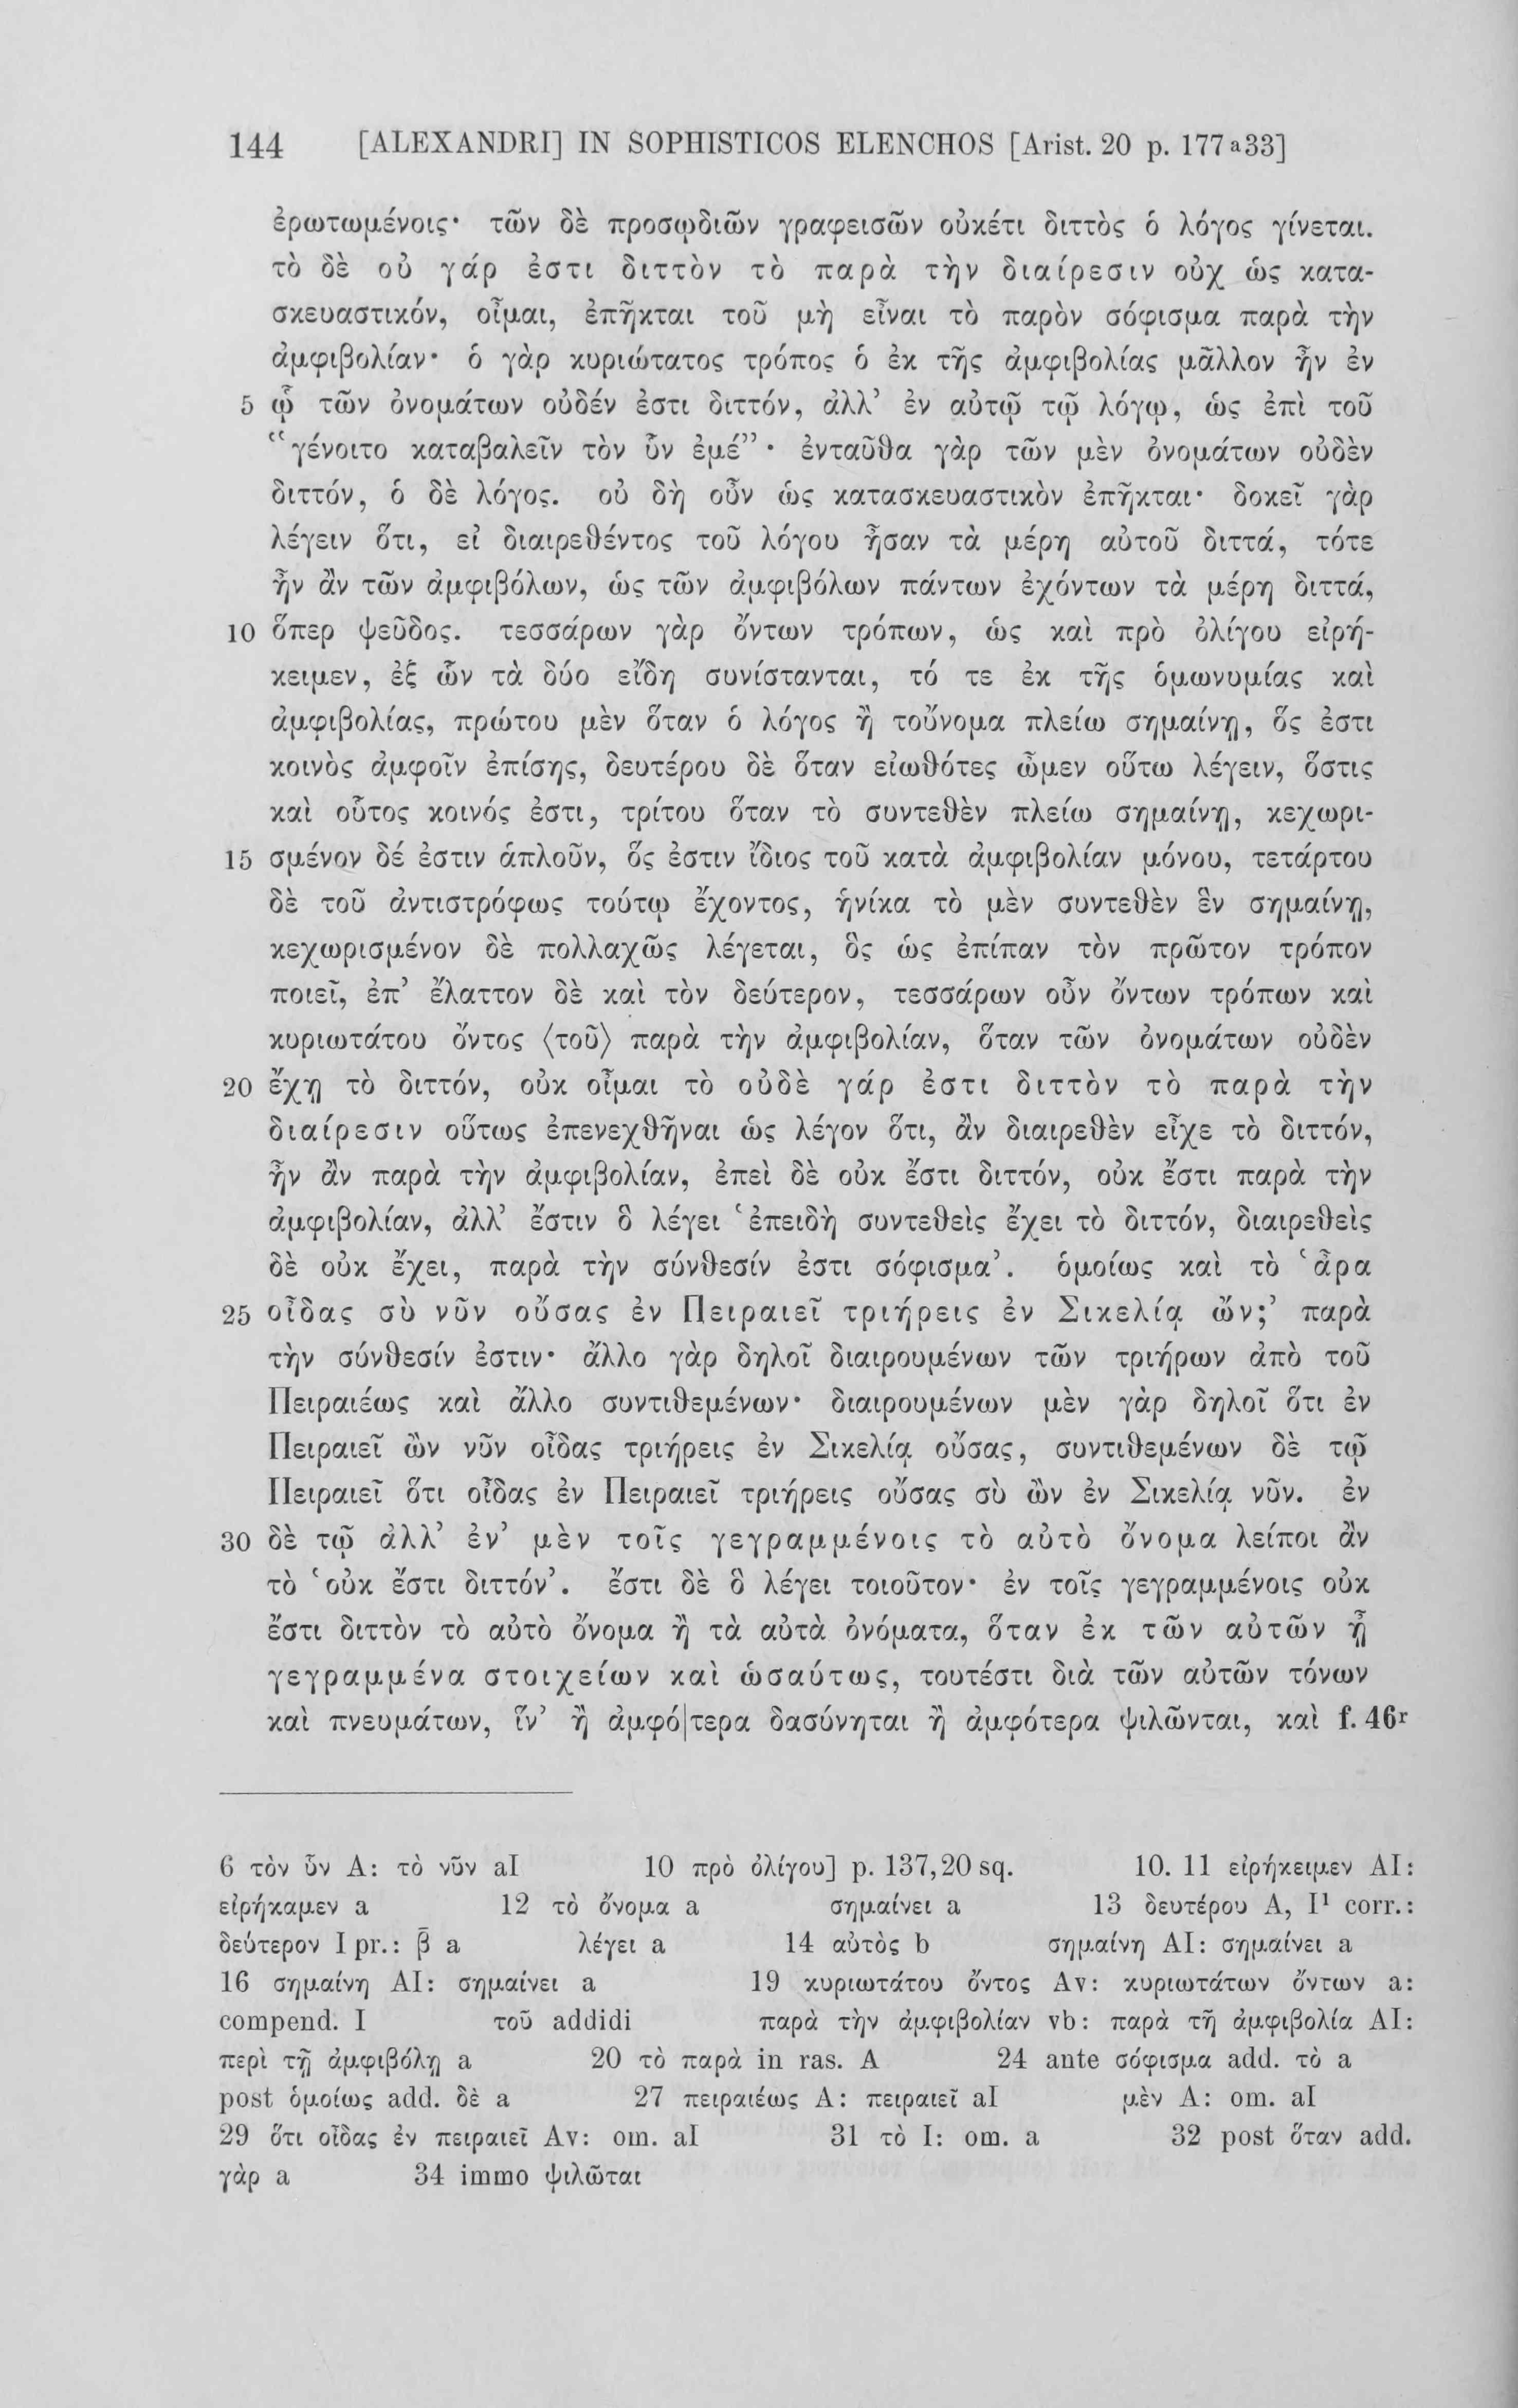 144 [ALEXANDRI] IN SOPHISTICOS ELENCHOS [Arist. 20 p. 177 a 33]
ἐρωτωμένοις· τῶν δὲ προσῳδιῶν γραφεισῶν οὐκέτι διττὸς ὁ λόγος γίνεται.
τὸ δὲ οὐ γάρ ἐστι διττὸν τὸ παρὰ τὴν διαίρεσιν οὐχ ὡς κατα-
σκευαστικόν, οἶμαι, ἐπῆκται τοῦ μὴ εἶναι τὸ παρὸν σόφισμα παρὰ τὴν
ἀμφιβολίαν· ὁ γὰρ κυριώτατος τρόπος ὁ ἐκ τῆς ἀμφιβολίας μᾶλλον ἦν ἐν
5 ᾧ τῶν ὀνομάτων οὐδέν ἐστι διττόν, ἀλλ’ ἐν αὐτῷ τῷ λόγῳ, ὡς ἐπὶ τοῦ
“γένοιτο καταβαλεῖν τὸν ὗν ἐμέ”· ἐνταῦθα γὰρ τῶν μὲν ὀνομάτων οὐδὲν
διττόν, ὁ δὲ λόγος. οὐ δὴ οὖν ὡς κατασκευαστικὸν ἐπῆκται· δοκεῖ γὰρ
λέγειν ὅτι, εἰ διαιρεθέντος τοῦ λόγου ἦσαν τὰ μέρη αὐτοῦ διττά, τότε
ἦν ἂν τῶν ἀμφιβόλων, ὡς τῶν ἀμφιβόλων πάντων ἐχόντων τὰ μέρη διττά,
10 ὅπερ ψεῦδος. τεσσάρων γὰρ ὄντων τρόπων, ὡς καὶ πρὸ ὀλίγου εἰρή-
κειμεν, ἐξ ὧν τὰ δύο εἴδη συνίστανται, τό τε ἐκ τῆς ὁμωνυμίας καὶ
ἀμφιβολίας, πρώτου μὲν ὅταν ὁ λόγος ἢ τοὔνομα πλείω σημαίνῃ, ὅς ἐστι
κοινὸς ἀμφοῖν ἐπίσης, δευτέρου δὲ ὅταν εἰωθότες ὦμεν οὕτω λέγειν, ὅστις
καὶ οὗτος κοινός ἐστι, τρίτου ὅταν τὸ συντεθὲν πλείω σημαίνῃ, κεχωρι-
15 σμένον δέ ἐστιν ἁπλοῦν, ὅς ἐστιν ἴδιος τοῦ κατὰ ἀμφιβολίαν μόνου, τετάρτου
δὲ τοῦ ἀντιστρόφως τούτῳ ἔχοντος, ἡνίκα τὸ μὲν συντεθὲν ἓν σημαίνῃ,
κεχωρισμένον δὲ πολλαχῶς λέγεται, ὃς ὡς ἐπίπαν τὸν πρῶτον τρόπον
ποιεῖ, ἐπ’ ἔλαττον δὲ καὶ τὸν δεύτερον, τεσσάρων οὖν ὄντων τρόπων καὶ
κυριωτάτου ὄντος ⟨τοῦ⟩ παρὰ τὴν ἀμφιβολίαν, ὅταν τῶν ὀνομάτων οὐδὲν
20 ἔχῃ τὸ διττόν, οὐκ οἶμαι τὸ οὐδὲ γάρ ἐστι διττὸν τὸ παρὰ τὴν
διαίρεσιν οὕτως ἐπενεχθῆναι ὡς λέγον ὅτι, ἂν διαιρεθὲν εἶχε τὸ διττόν,
ἦν ἂν παρὰ τὴν ἀμφιβολίαν, ἐπεὶ δὲ οὐκ ἔστι διττόν, οὐκ ἔστι παρὰ τὴν
ἀμφιβολίαν, ἀλλ’ ἔστιν ὃ λέγει ‘ἐπειδὴ συντεθεὶς ἔχει τὸ διττόν, διαιρεθεὶς
δὲ οὐκ ἔχει, παρὰ τὴν σύνθεσίν ἐστι σόφισμα’. ὁμοίως καὶ τὸ ‘ἆρα
25 οἶδας σὺ νῦν οὔσας ἐν Πειραιεῖ τριήρεις ἐν Σικελίᾳ ὤν;’ παρὰ
τὴν σύνθεσίν ἐστιν· ἄλλο γὰρ δηλοῖ διαιρουμένων τῶν τριήρων ἀπὸ τοῦ
Πειραιέως καὶ ἄλλο συντιθεμένων· διαιρουμένων μὲν γὰρ δηλοῖ ὅτι ἐν
Πειραιεῖ ὢν νῦν οἶδας τριήρεις ἐν Σικελίᾳ οὔσας, συντιθεμένων δὲ τῷ
Πειραιεῖ ὅτι οἶδας ἐν Πειραιεῖ τριήρεις οὔσας σὺ ὢν ἐν Σικελίᾳ νῦν. ἐν
30 δὲ τῷ ἀλλ’ ἐν’ μὲν τοῖς γεγραμμένοις τὸ αὐτὸ ὄνομα λείποι ἂν
τὸ ‘οὐκ ἔστι διττόν’. ἔστι δὲ ὃ λέγει τοιοῦτον· ἐν τοῖς γεγραμμένοις οὐκ
ἔστι διττὸν τὸ αὐτὸ ὄνομα ἢ τὰ αὐτὰ ὀνόματα, ὅταν ἐκ τῶν αὐτῶν ᾖ
γεγραμμένα στοιχείων καὶ ὡσαύτως, τουτέστι διὰ τῶν αὐτῶν τόνων
καὶ πνευμάτων, ἵν’ ἢ ἀμφό|τερα δασύνηται ἢ ἀμφότερα ψιλῶνται, καὶ f. 46r
6 τὸν ὗν A: τὸ νῦν aI 10 πρὸ ὀλίγου] p. 137,20 sq. 10. 11 εἰρήκειμεν AI:
εἰρήκαμεν a 12 τὸ ὄνομα a σημαίνει a 13 δευτέρου A, I¹ corr.:
δεύτερον I pr.: β̄ a λέγει a 14 αὐτὸς b σημαίνη AI: σημαίνει a
16 σημαίνη AI: σημαίνει a 19 κυριωτάτου ὄντος Av: κυριωτάτων ὄντων a:
compend. I τοῦ addidi παρὰ τὴν ἀμφιβολίαν vb: παρὰ τῆ ἀμφιβολία AI:
περὶ τῇ ἀμφιβόλῃ a 20 τὸ παρὰ in ras. A 24 ante σόφισμα add. τὸ a
post ὁμοίως add. δὲ a 27 πειραιέως A: πειραιεῖ aI μὲν A: om. aI
29 ὅτι οἶδας ἐν πειραιεῖ Av: om. aI 31 τὸ I: om. a 32 post ὅταν add.
γὰρ a 34 immo ψιλῶται